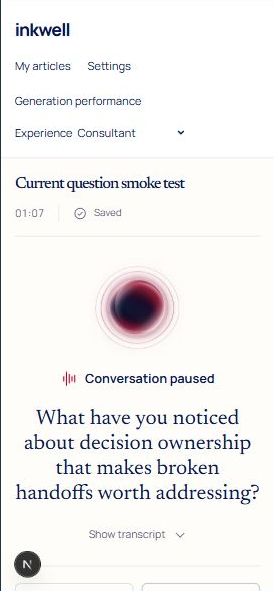 inkwell
My articles Settings
Generation performance
Experience Consultant
Current question smoke test
01:07 Saved
Conversation paused
What have you noticed
about decision ownership
that makes broken
handoffs worth addressing?
Show transcript
N